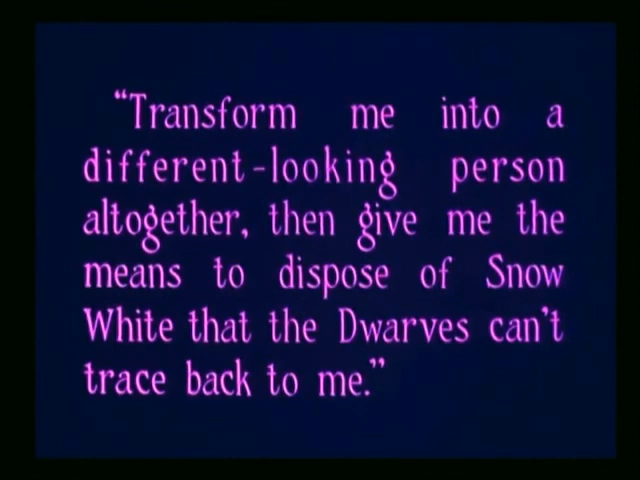 “Transform me into a
different-looking person
altogether, then give me the
means to dispose of Snow
White that the Dwarves can't
trace back to me.”